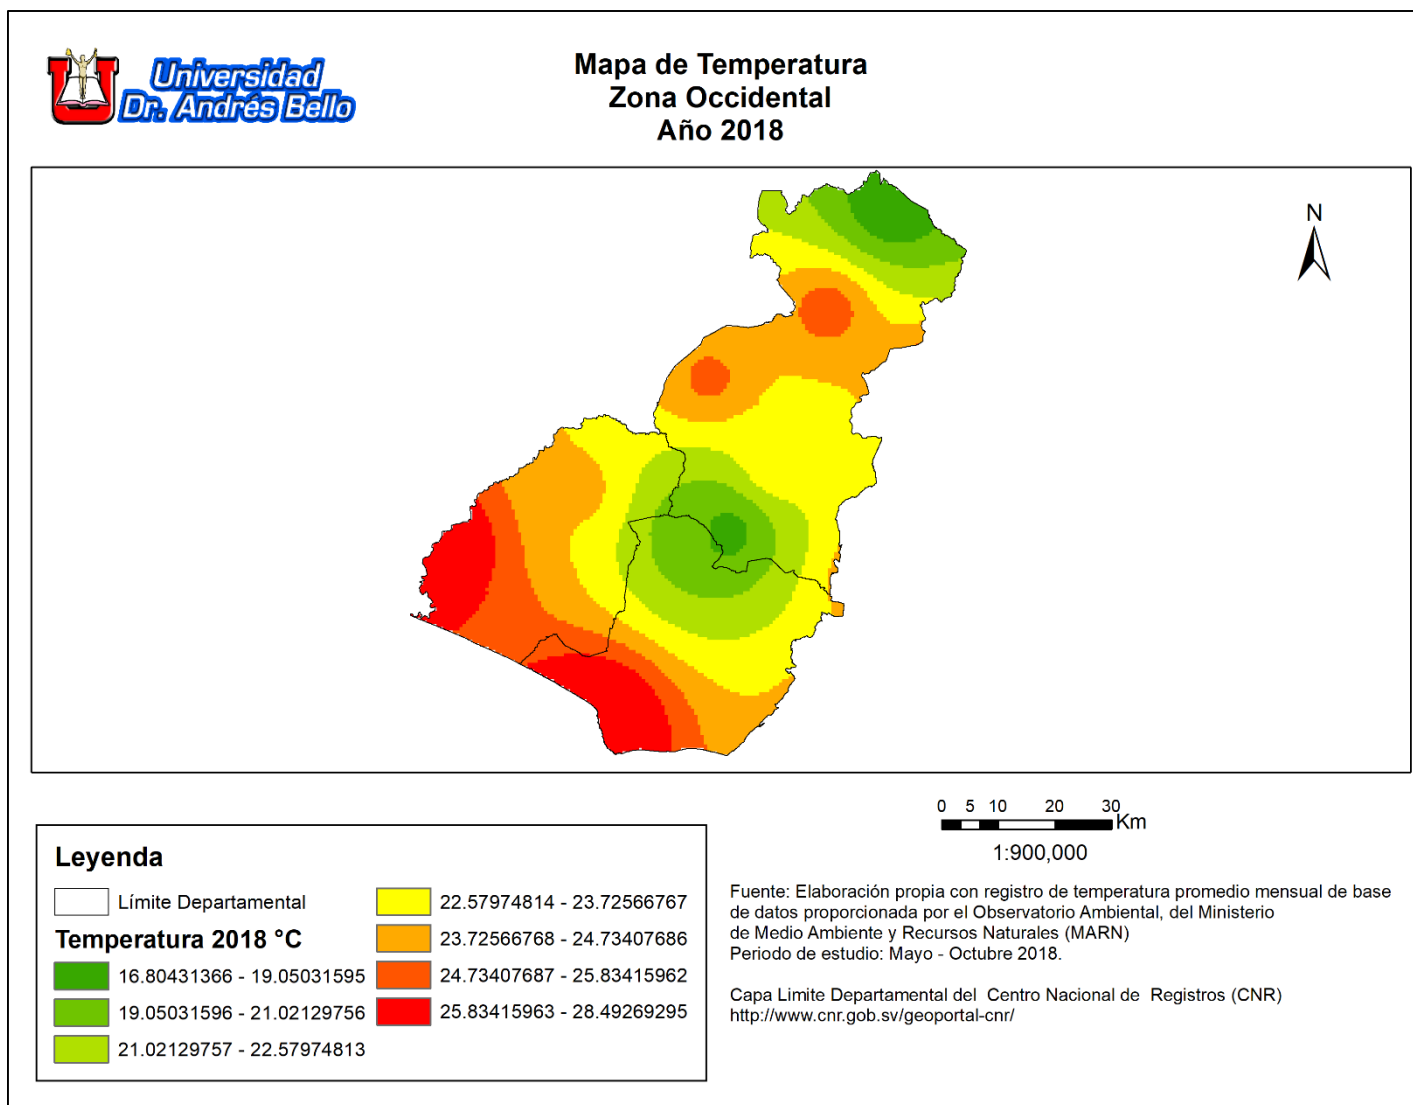 Universidad
Dr. Andrés Bello
Mapa de Temperatura
Zona Occidental
Año 2018
N
0 5 10 20 30
Km
1:900,000
Leyenda
Límite Departamental
Temperatura 2018 °C
16.80431366 - 19.05031595
19.05031596 - 21.02129756
21.02129757 - 22.57974813
22.57974814 - 23.72566767
23.72566768 - 24.73407686
24.73407687 - 25.83415962
25.83415963 - 28.49269295
Fuente: Elaboración propia con registro de temperatura promedio mensual de base
de datos proporcionada por el Observatorio Ambiental, del Ministerio
de Medio Ambiente y Recursos Naturales (MARN)
Periodo de estudio: Mayo - Octubre 2018.
Capa Limite Departamental del Centro Nacional de Registros (CNR)
http://www.cnr.gob.sv/geoportal-cnr/